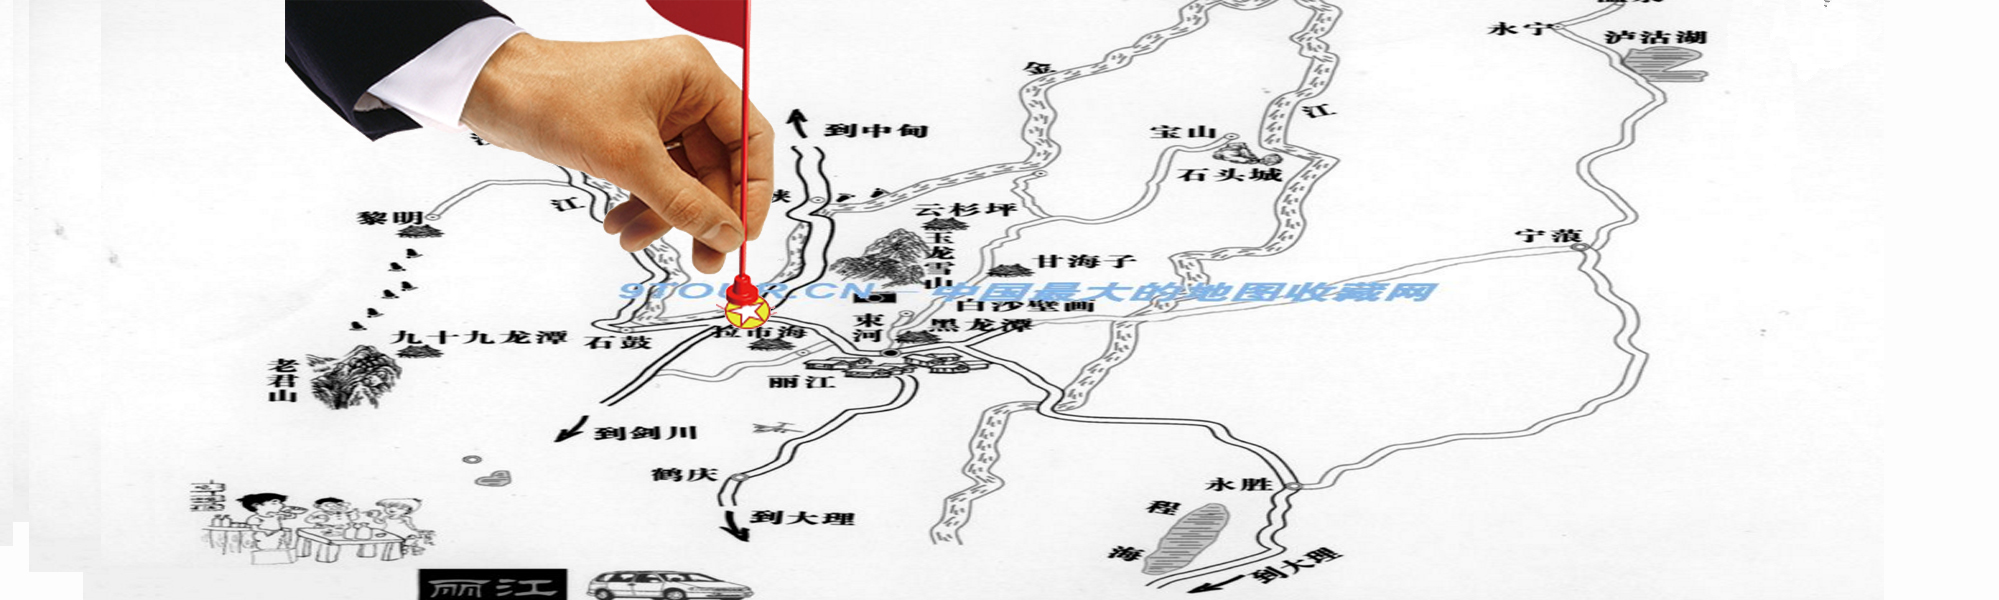 永宁
泸沽湖
金
江
到中甸
宝山
石头城
黎明
江
峡
云杉坪
玉龙雪山
甘海子
宁蒗
9TOUR.CN - 中国最大的地图收藏网
白沙壁画
九十九龙潭
石鼓
拉市海
束河
黑龙潭
老君山
丽江
到剑川
鹤庆
永胜
到大理
程海
到大理
丽江